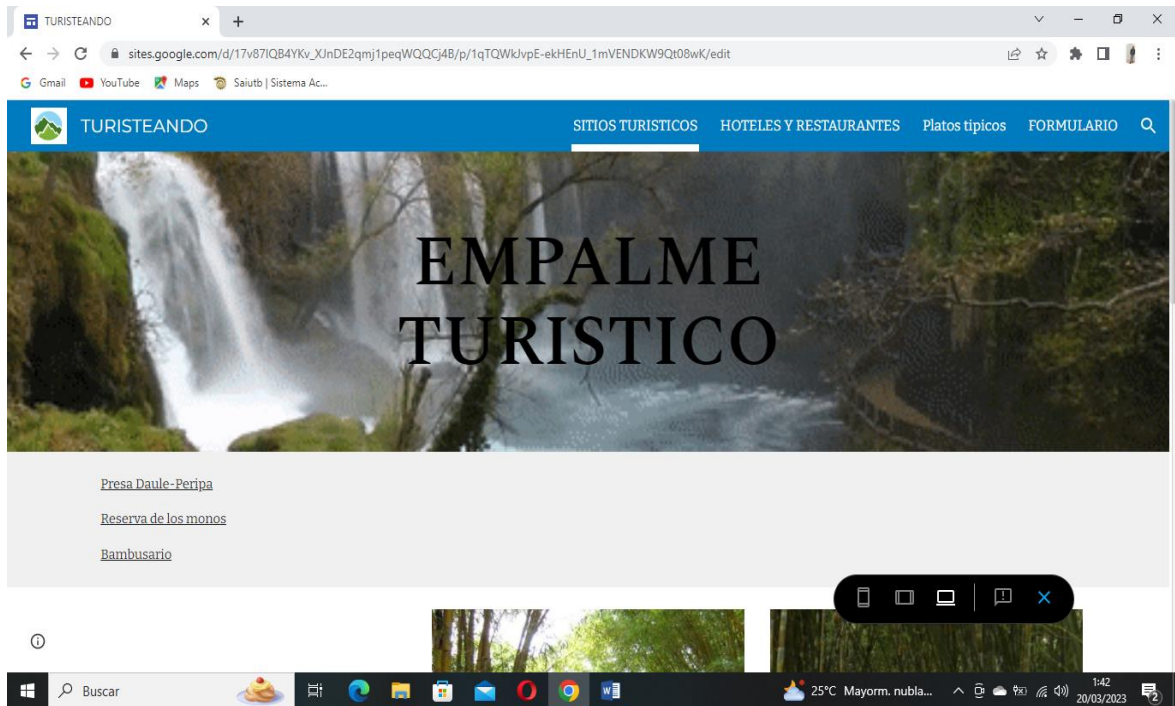 TURISTEANDO
sites.google.com/d/17v87lQB4YKv_XJnDE2qmj1peqWQQCj4B/p/1qTQWkJvpE-ekHEnU_1mVENDKW9Qt08wK/edit
Gmail YouTube Maps Saiutb | Sistema Ac...
TURISTEANDO SITIOS TURISTICOS HOTELES Y RESTAURANTES Platos tipicos FORMULARIO
EMPALME
TURISTICO
Presa Daule-Peripa
Reserva de los monos
Bambusario
Buscar 25°C Mayorm. nubla... 1:42
20/03/2023 2